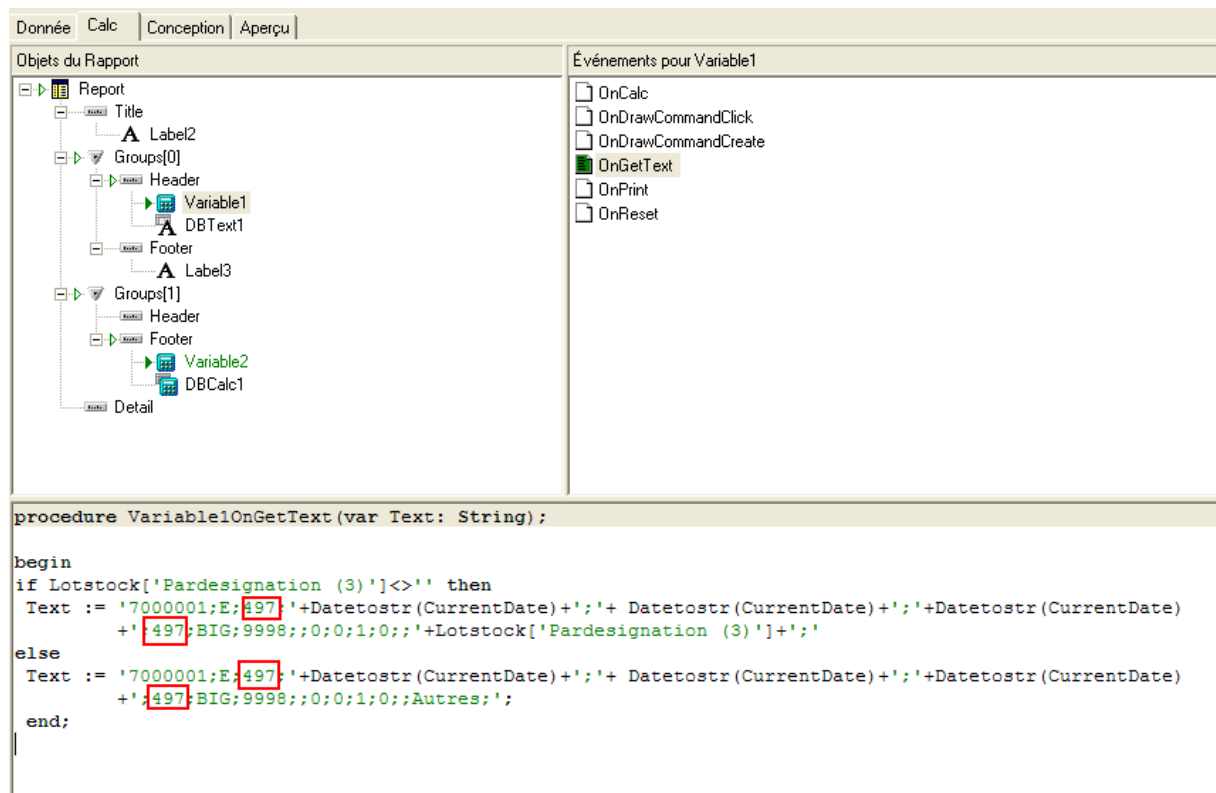 Donnée Calc Conception Aperçu
Objets du Rapport
Report
Title
Label2
Groups[0]
Header
Variable1
DBText1
Footer
Label3
Groups[1]
Header
Footer
Variable2
DBCalc1
Detail
Événements pour Variable1
OnCalc
OnDrawCommandClick
OnDrawCommandCreate
OnGetText
OnPrint
OnReset
procedure Variable1OnGetText(var Text: String);
begin
if Lotstock['Pardesignation (3)']<>'' then
Text := '7000001;E;497;'+Datetostr(CurrentDate)+';'+ Datetostr(CurrentDate)+';'+Datetostr(CurrentDate)
+';497;BIG;9998;;0;0;1;0;;'+Lotstock['Pardesignation (3)']+';'
else
Text := '7000001;E;497;'+Datetostr(CurrentDate)+';'+ Datetostr(CurrentDate)+';'+Datetostr(CurrentDate)
+';497;BIG;9998;;0;0;1;0;;Autres;';
end;